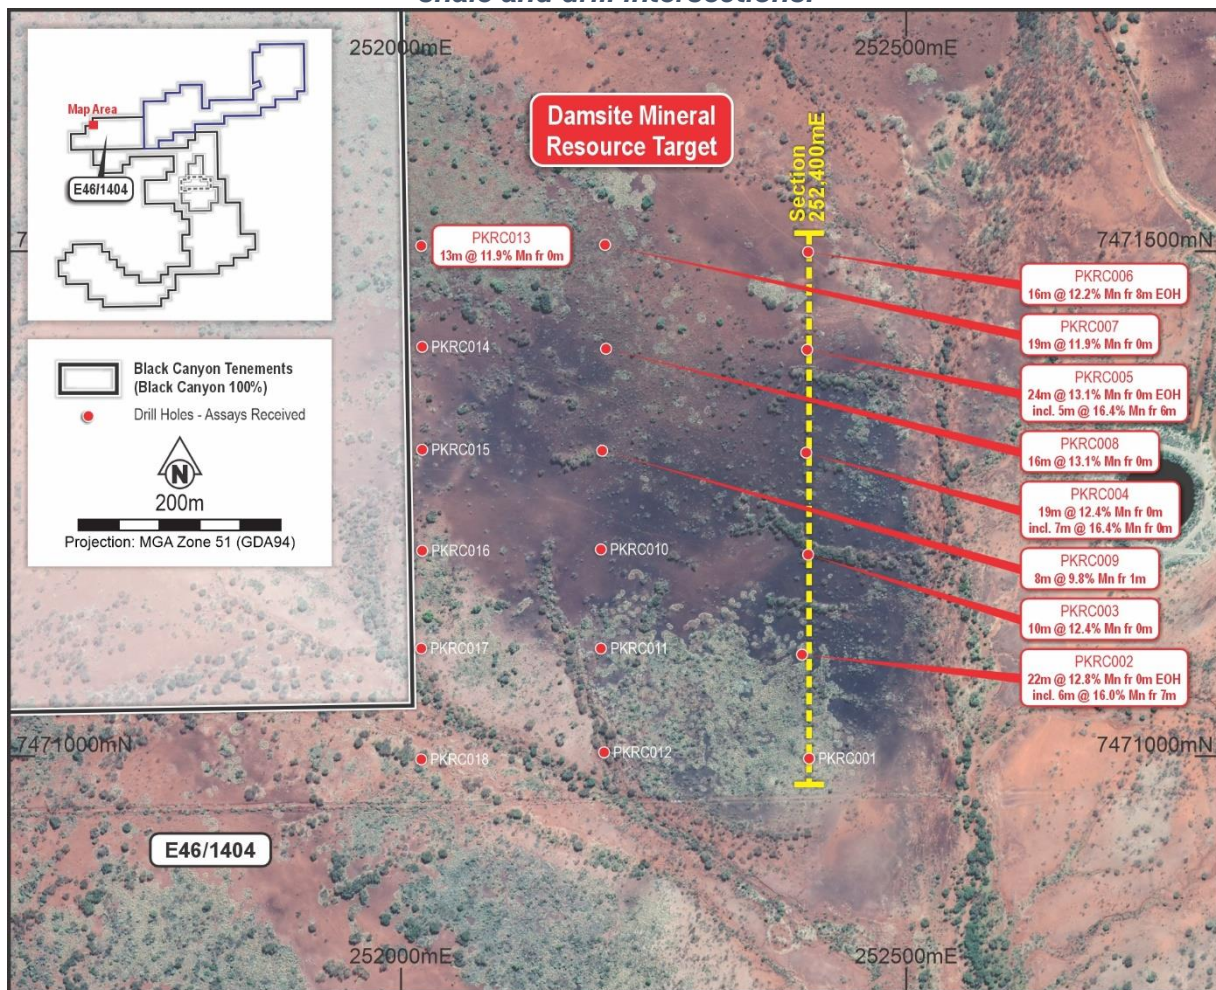 shale and drill intersections.
252000mE
252500mE
Map Area
E46/1404
Damsite Mineral
Resource Target
Section
252.400mE
7471500mN
PKRC013
13m @ 11.9% Mn fr 0m
PKRC006
16m @ 12.2% Mn fr 8m EOH
PKRC007
19m @ 11.9% Mn fr 0m
PKRC014
Black Canyon Tenements
(Black Canyon 100%)
Drill Holes - Assays Received
N
200m
Projection: MGA Zone 51 (GDA94)
PKRC005
24m @ 13.1% Mn fr 0m EOH
incl. 5m @ 16.4% Mn fr 6m
PKRC008
16m @ 13.1% Mn fr 0m
PKRC015
PKRC004
19m @ 12.4% Mn fr 0m
incl. 7m @ 16.4% Mn fr 0m
PKRC016
PKRC010
PKRC009
8m @ 9.8% Mn fr 1m
PKRC003
10m @ 12.4% Mn fr 0m
PKRC017
PKRC011
PKRC002
22m @ 12.8% Mn fr 0m EOH
incl. 6m @ 16.0% Mn fr 7m
7471000mN
7471000mN
PKRC018
PKRC012
PKRC001
E46/1404
252000mE
252500mE